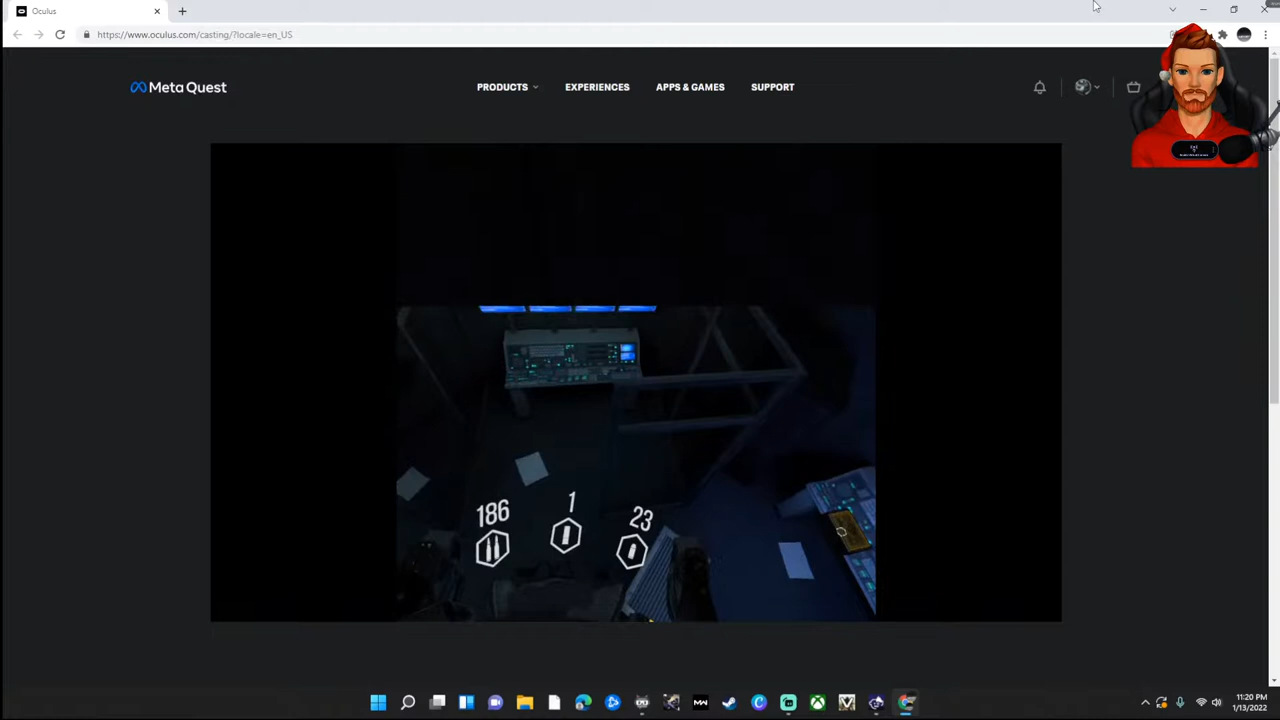 Oculus
https://www.oculus.com/casting/?locale=en_US
Meta Quest
PRODUCTS
EXPERIENCES
APPS & GAMES
SUPPORT
186
1
23
11:20 PM
1/13/2022